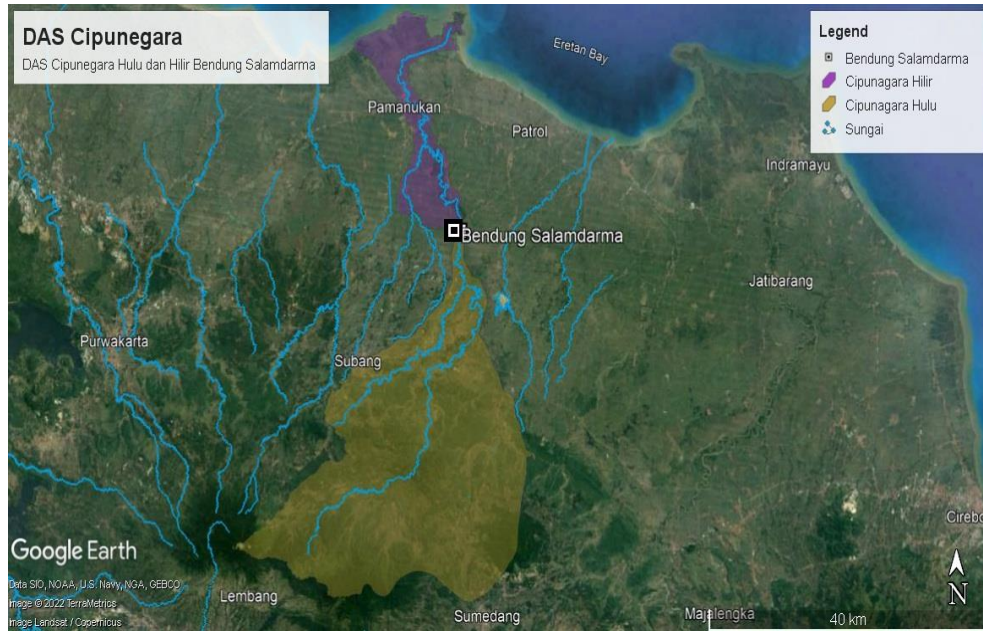 DAS Cipunegara
DAS Cipunegara Hulu dan Hilir Bendung Salamdarma
Legend
Bendung Salamdarma
Cipunagara Hilir
Cipunagara Hulu
Sungai
Eretan Bay
Pamanukan
Patrol
Indramayu
Bendung Salamdarma
Jatibarang
Purwakarta
Subang
Cirebo
Google Earth
Data SIO, NOAA, U.S. Navy, NGA, GEBCO
Image © 2022 TerraMetrics
Image Landsat / Copernicus
Lembang
Sumedang
Majalengka
40 km
N